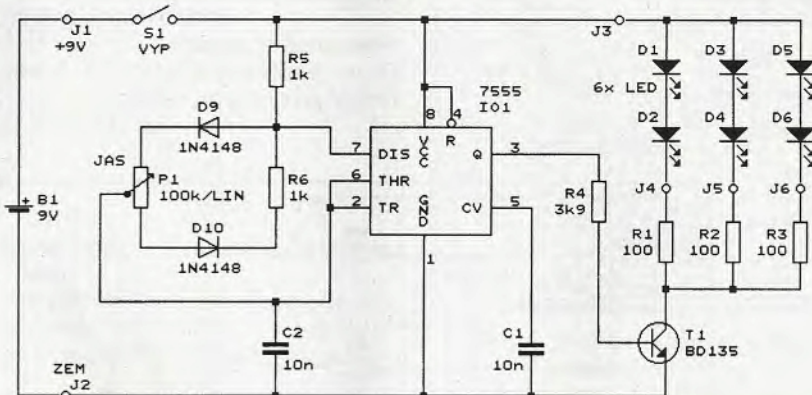 J1
+9V
S1
VYP
J3
R5
1k
D1
D3
D5
6x LED
D2
D4
D6
7555
IO1
8
4
D9
1N4148
JAS
P1
100k/LIN
R6
1k
D10
1N4148
7
6
2
DIS
THR
TR
VCC
R
GND
Q
CV
3
5
1
R4
3k9
J4
J5
J6
R1
100
R2
100
R3
100
+
B1
9V
C2
10n
C1
10n
T1
BD135
ZEM
J2